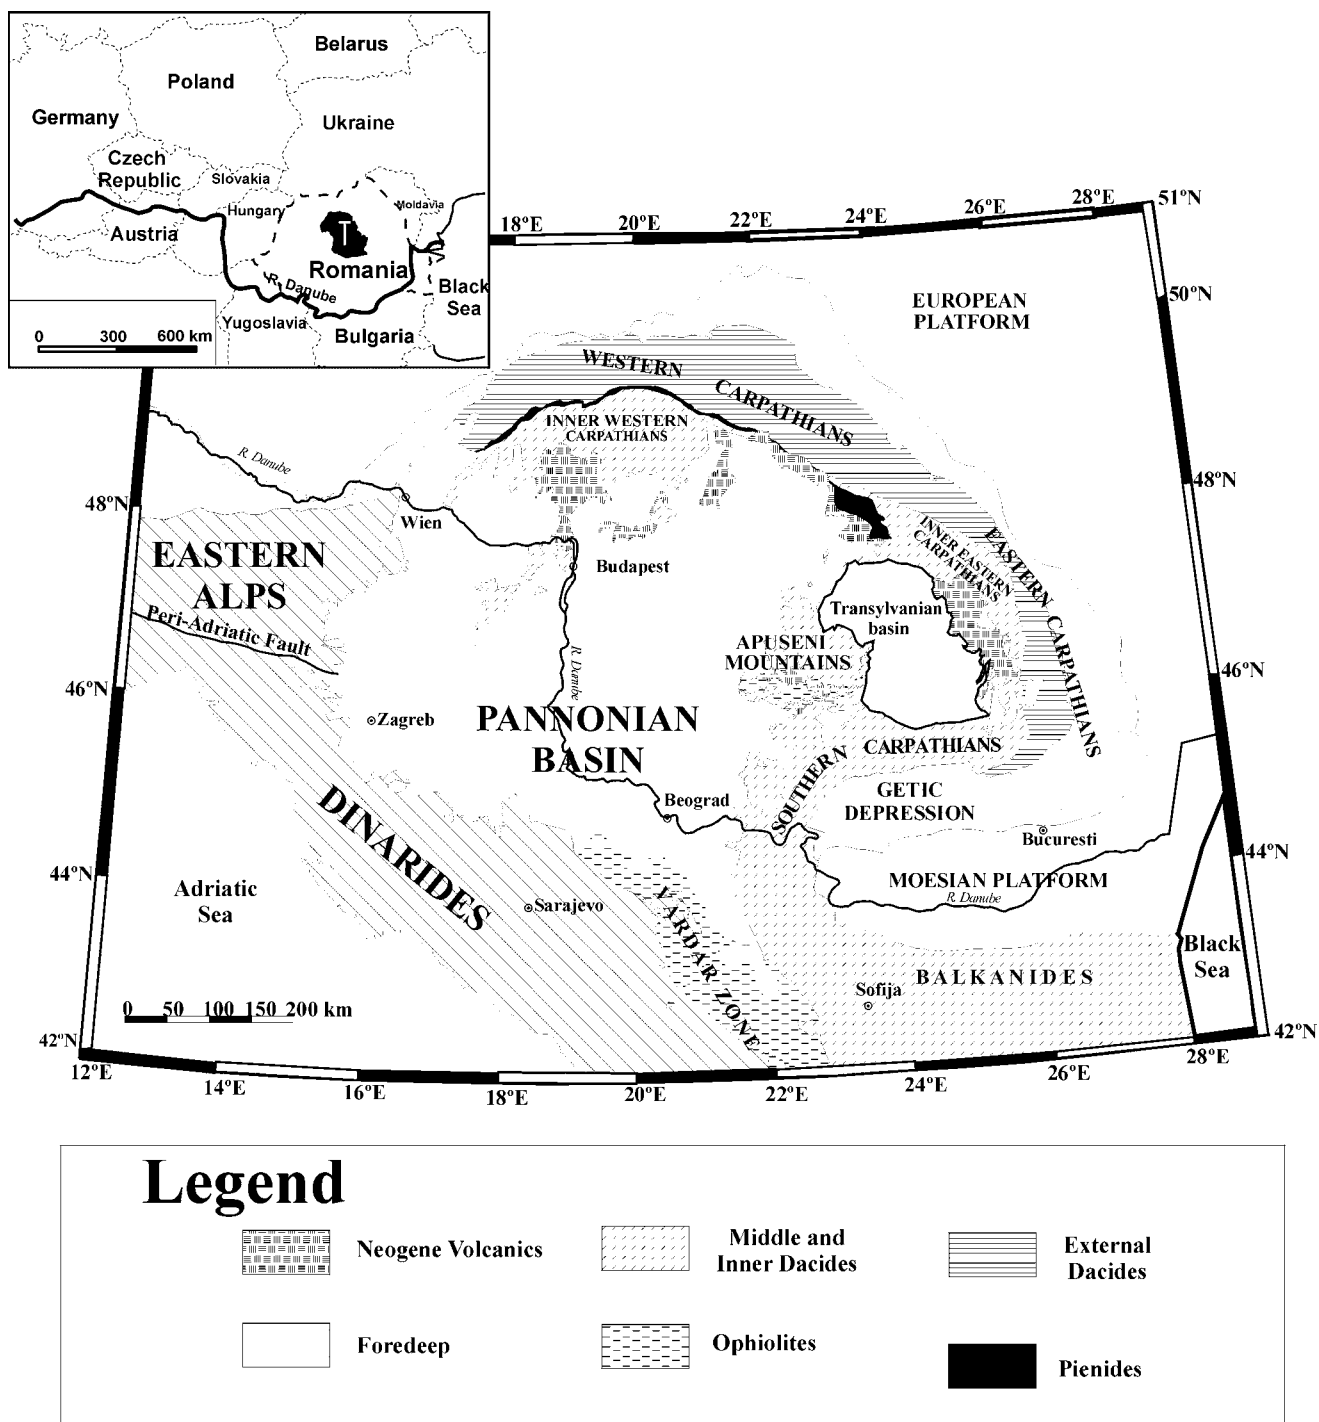 Belarus
Poland
Germany
Ukraine
Czech
Republic
Slovakia
Hungary
Moldavia
Austria
T
Romania
R. Danube
Black
Sea
Yugoslavia
Bulgaria
0 300 600 km
18°E 20°E 22°E 24°E 26°E 28°E 51°N
50°N
48°N
46°N
44°N
42°N
48°N
46°N
44°N
42°N
12°E 14°E 16°E 18°E 20°E 22°E 24°E 26°E 28°E
EUROPEAN
PLATFORM
WESTERN CARPATHIANS
INNER WESTERN
CARPATHIANS
R. Danube
Wien
EASTERN
ALPS
Peri-Adriatic Fault
Budapest
INNER EASTERN
CARPATHIANS
EASTERN CARPATHIANS
Transylvanian
basin
APUSENI
MOUNTAINS
R. Danube
Zagreb
PANNONIAN
BASIN
SOUTHERN CARPATHIANS
GETIC
DEPRESSION
Beograd
Bucuresti
DINARIDES
Adriatic
Sea
Sarajevo
VARDAR ZONE
MOESIAN PLATFORM
R. Danube
Black
Sea
BALKANIDES
Sofija
0 50 100 150 200 km
Legend
Neogene Volcanics
Middle and
Inner Dacides
External
Dacides
Foredeep
Ophiolites
Pienides